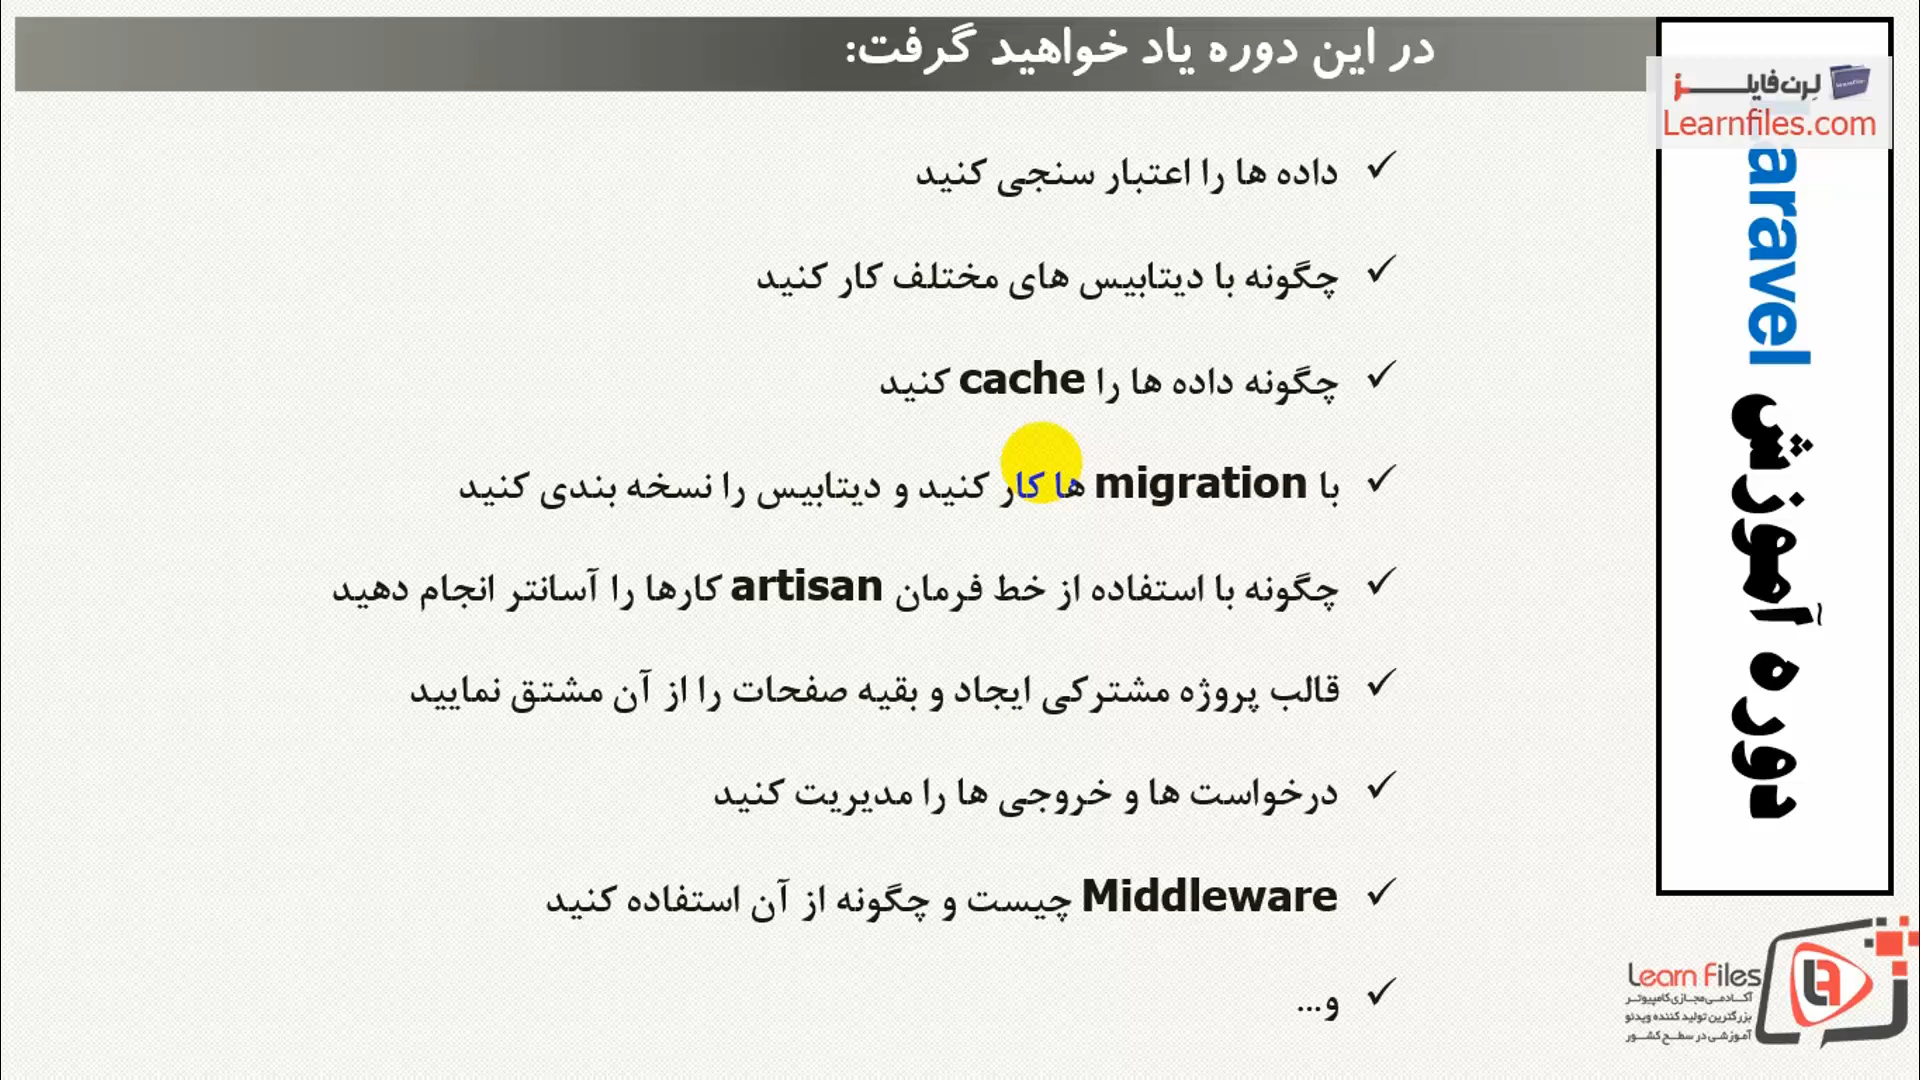 در این دوره یاد خواهید گرفت:
لرن فایلز
Learnfiles.com
داده ها را اعتبار سنجی کنید
چگونه با دیتابیس های مختلف کار کنید
چگونه داده ها را cache کنید
با migration ها کار کنید و دیتابیس را نسخه بندی کنید
چگونه با استفاده از خط فرمان artisan کارها را آسانتر انجام دهید
قالب پروژه مشترکی ایجاد و بقیه صفحات را از آن مشتق نمایید
درخواست ها و خروجی ها را مدیریت کنید
Middleware چیست و چگونه از آن استفاده کنید
و...
دوره آموزش aravel
Learn Files
آکادمی مجازی کامپیوتر
بزرگترین تولید کننده ویدئو
آموزشی در سطح کشور